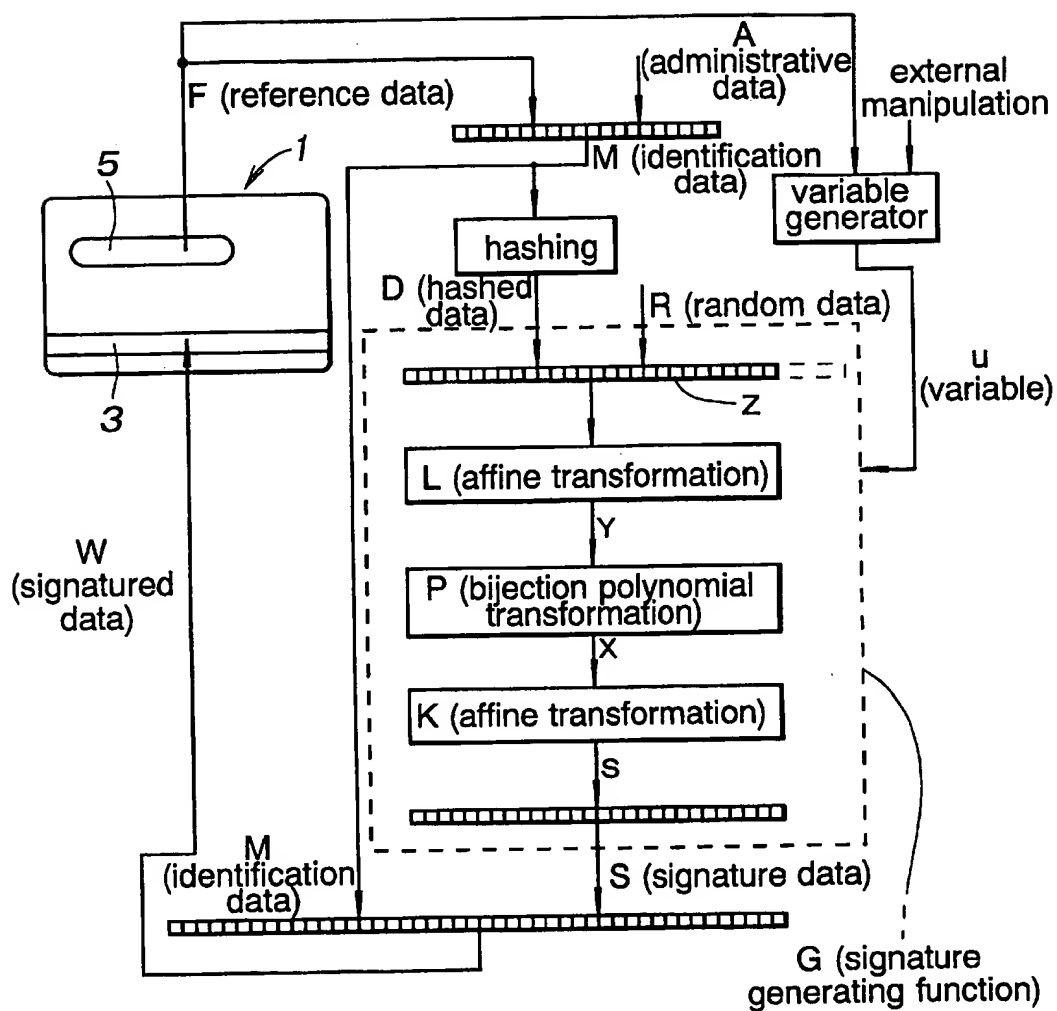 A
(administrative
data)
F (reference data)
external
manipulation
1
5
M (identification
data)
variable
generator
hashing
D (hashed
data)
R (random data)
u
(variable)
3
Z
L (affine transformation)
Y
W
(signatured
data)
P (bijection polynomial
transformation)
X
K (affine transformation)
S
M
(identification
data)
S (signature data)
G (signature
generating function)